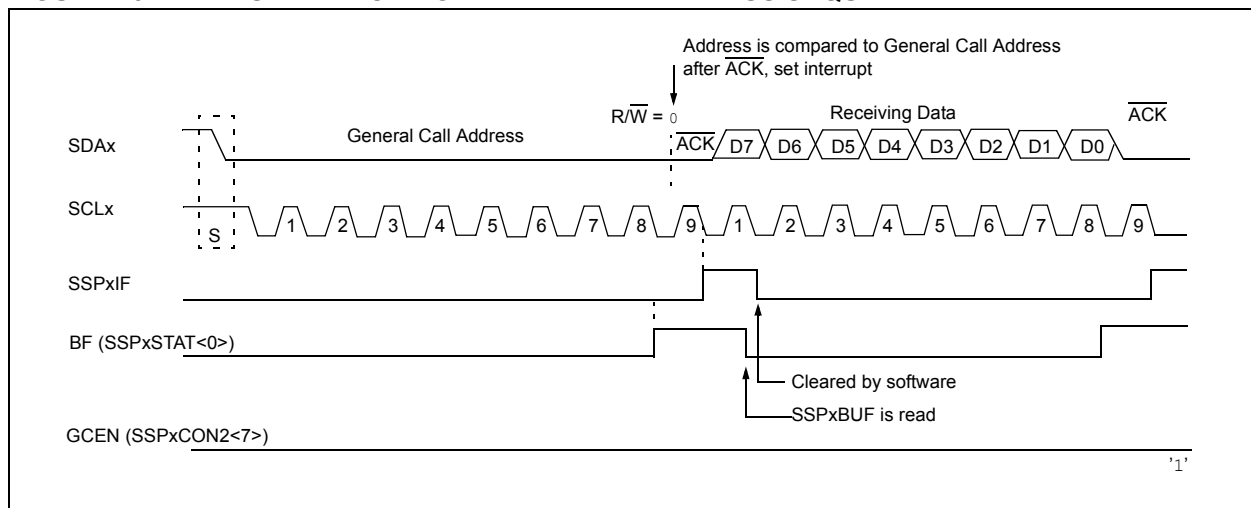 Address is compared to General Call Address
after ACK, set interrupt
R/W = 0
Receiving Data
ACK
General Call Address
SDAx
ACK D7 D6 D5 D4 D3 D2 D1 D0
SCLx
S
1 2 3 4 5 6 7 8 9 1 2 3 4 5 6 7 8 9
SSPxIF
BF (SSPxSTAT<0>)
Cleared by software
SSPxBUF is read
GCEN (SSPxCON2<7>)
'1'